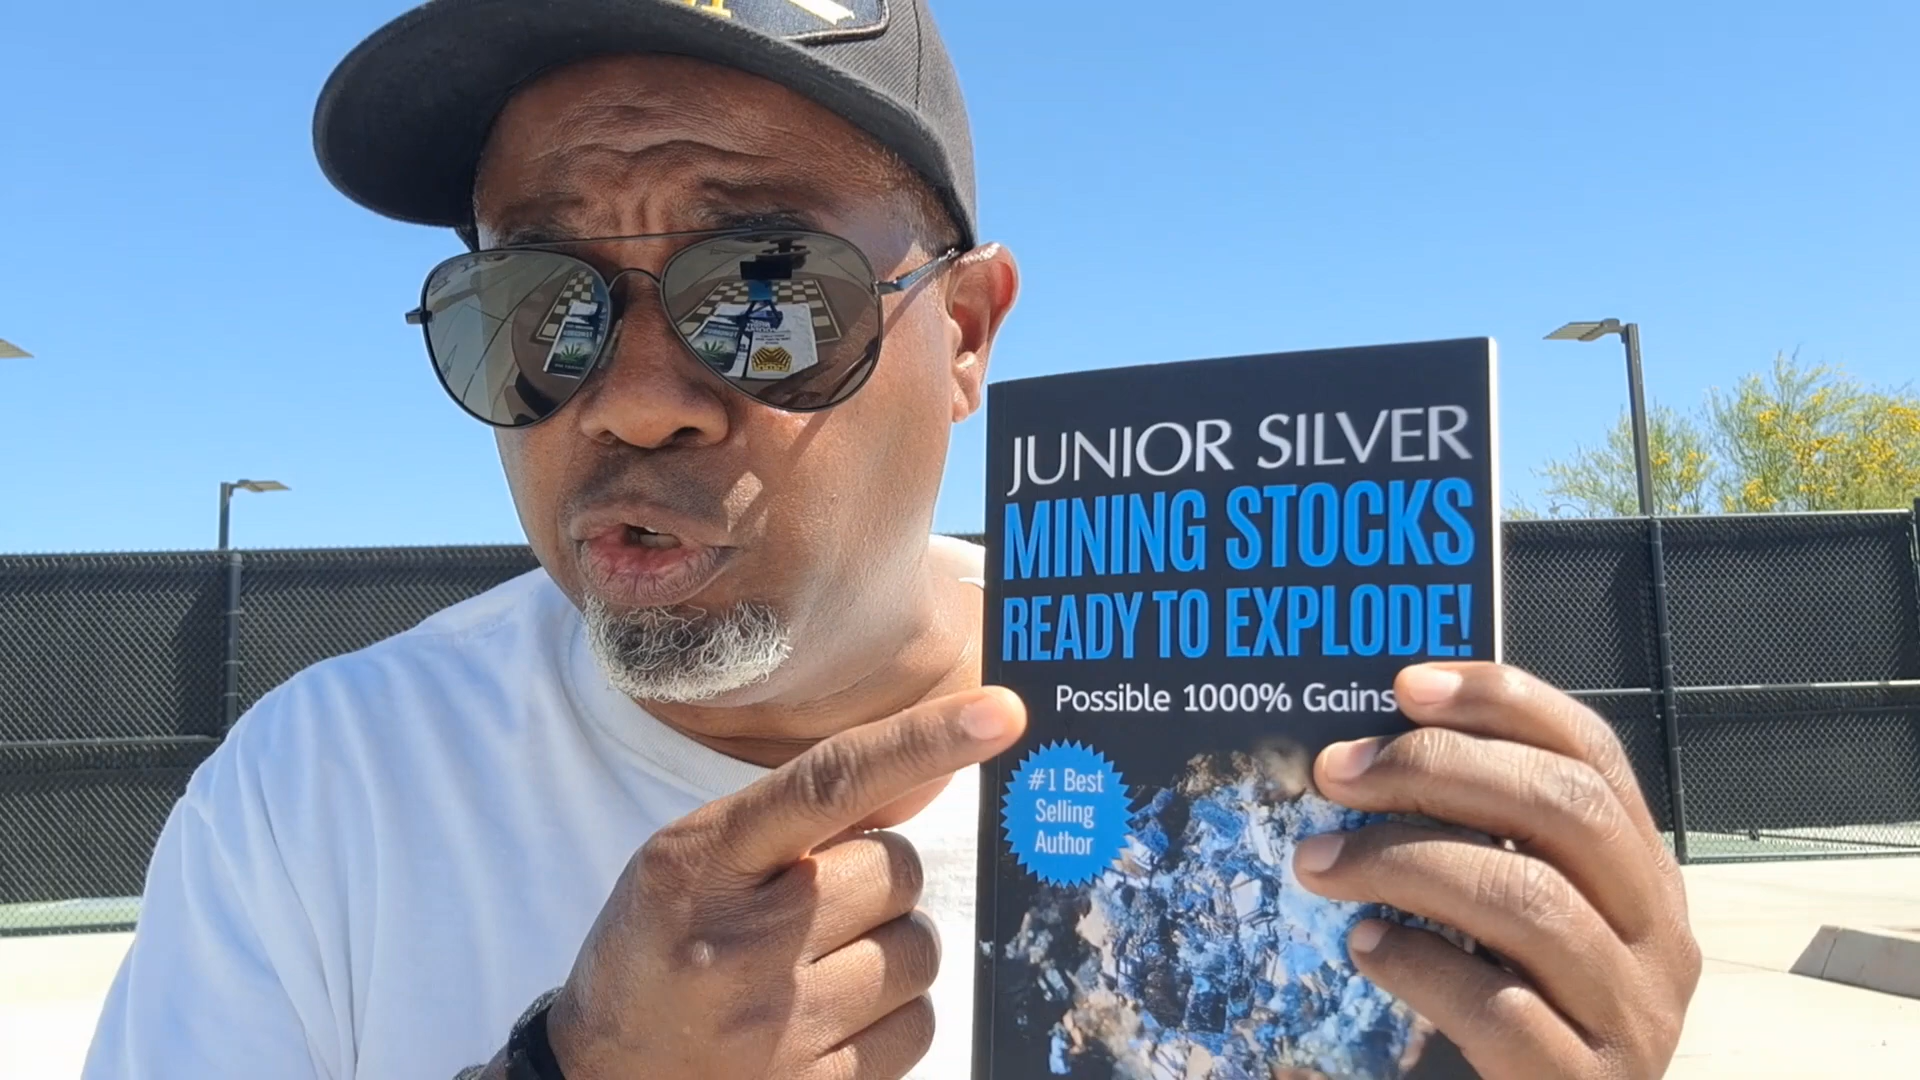 JUNIOR SILVER
MINING STOCKS
READY TO EXPLODE!
Possible 1000% Gains
#1 Best
Selling
Author